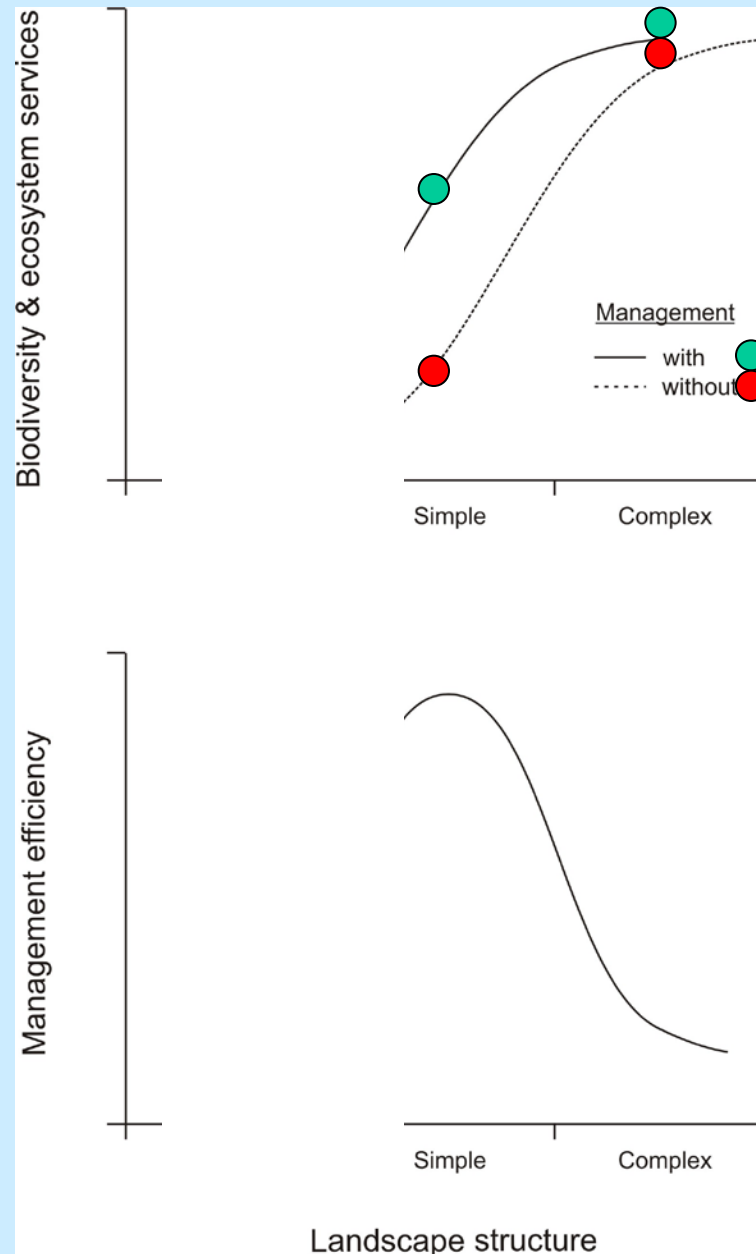 Biodiversity & ecosystem services
Management
with
without
Simple Complex
Management efficiency
Simple Complex
Landscape structure